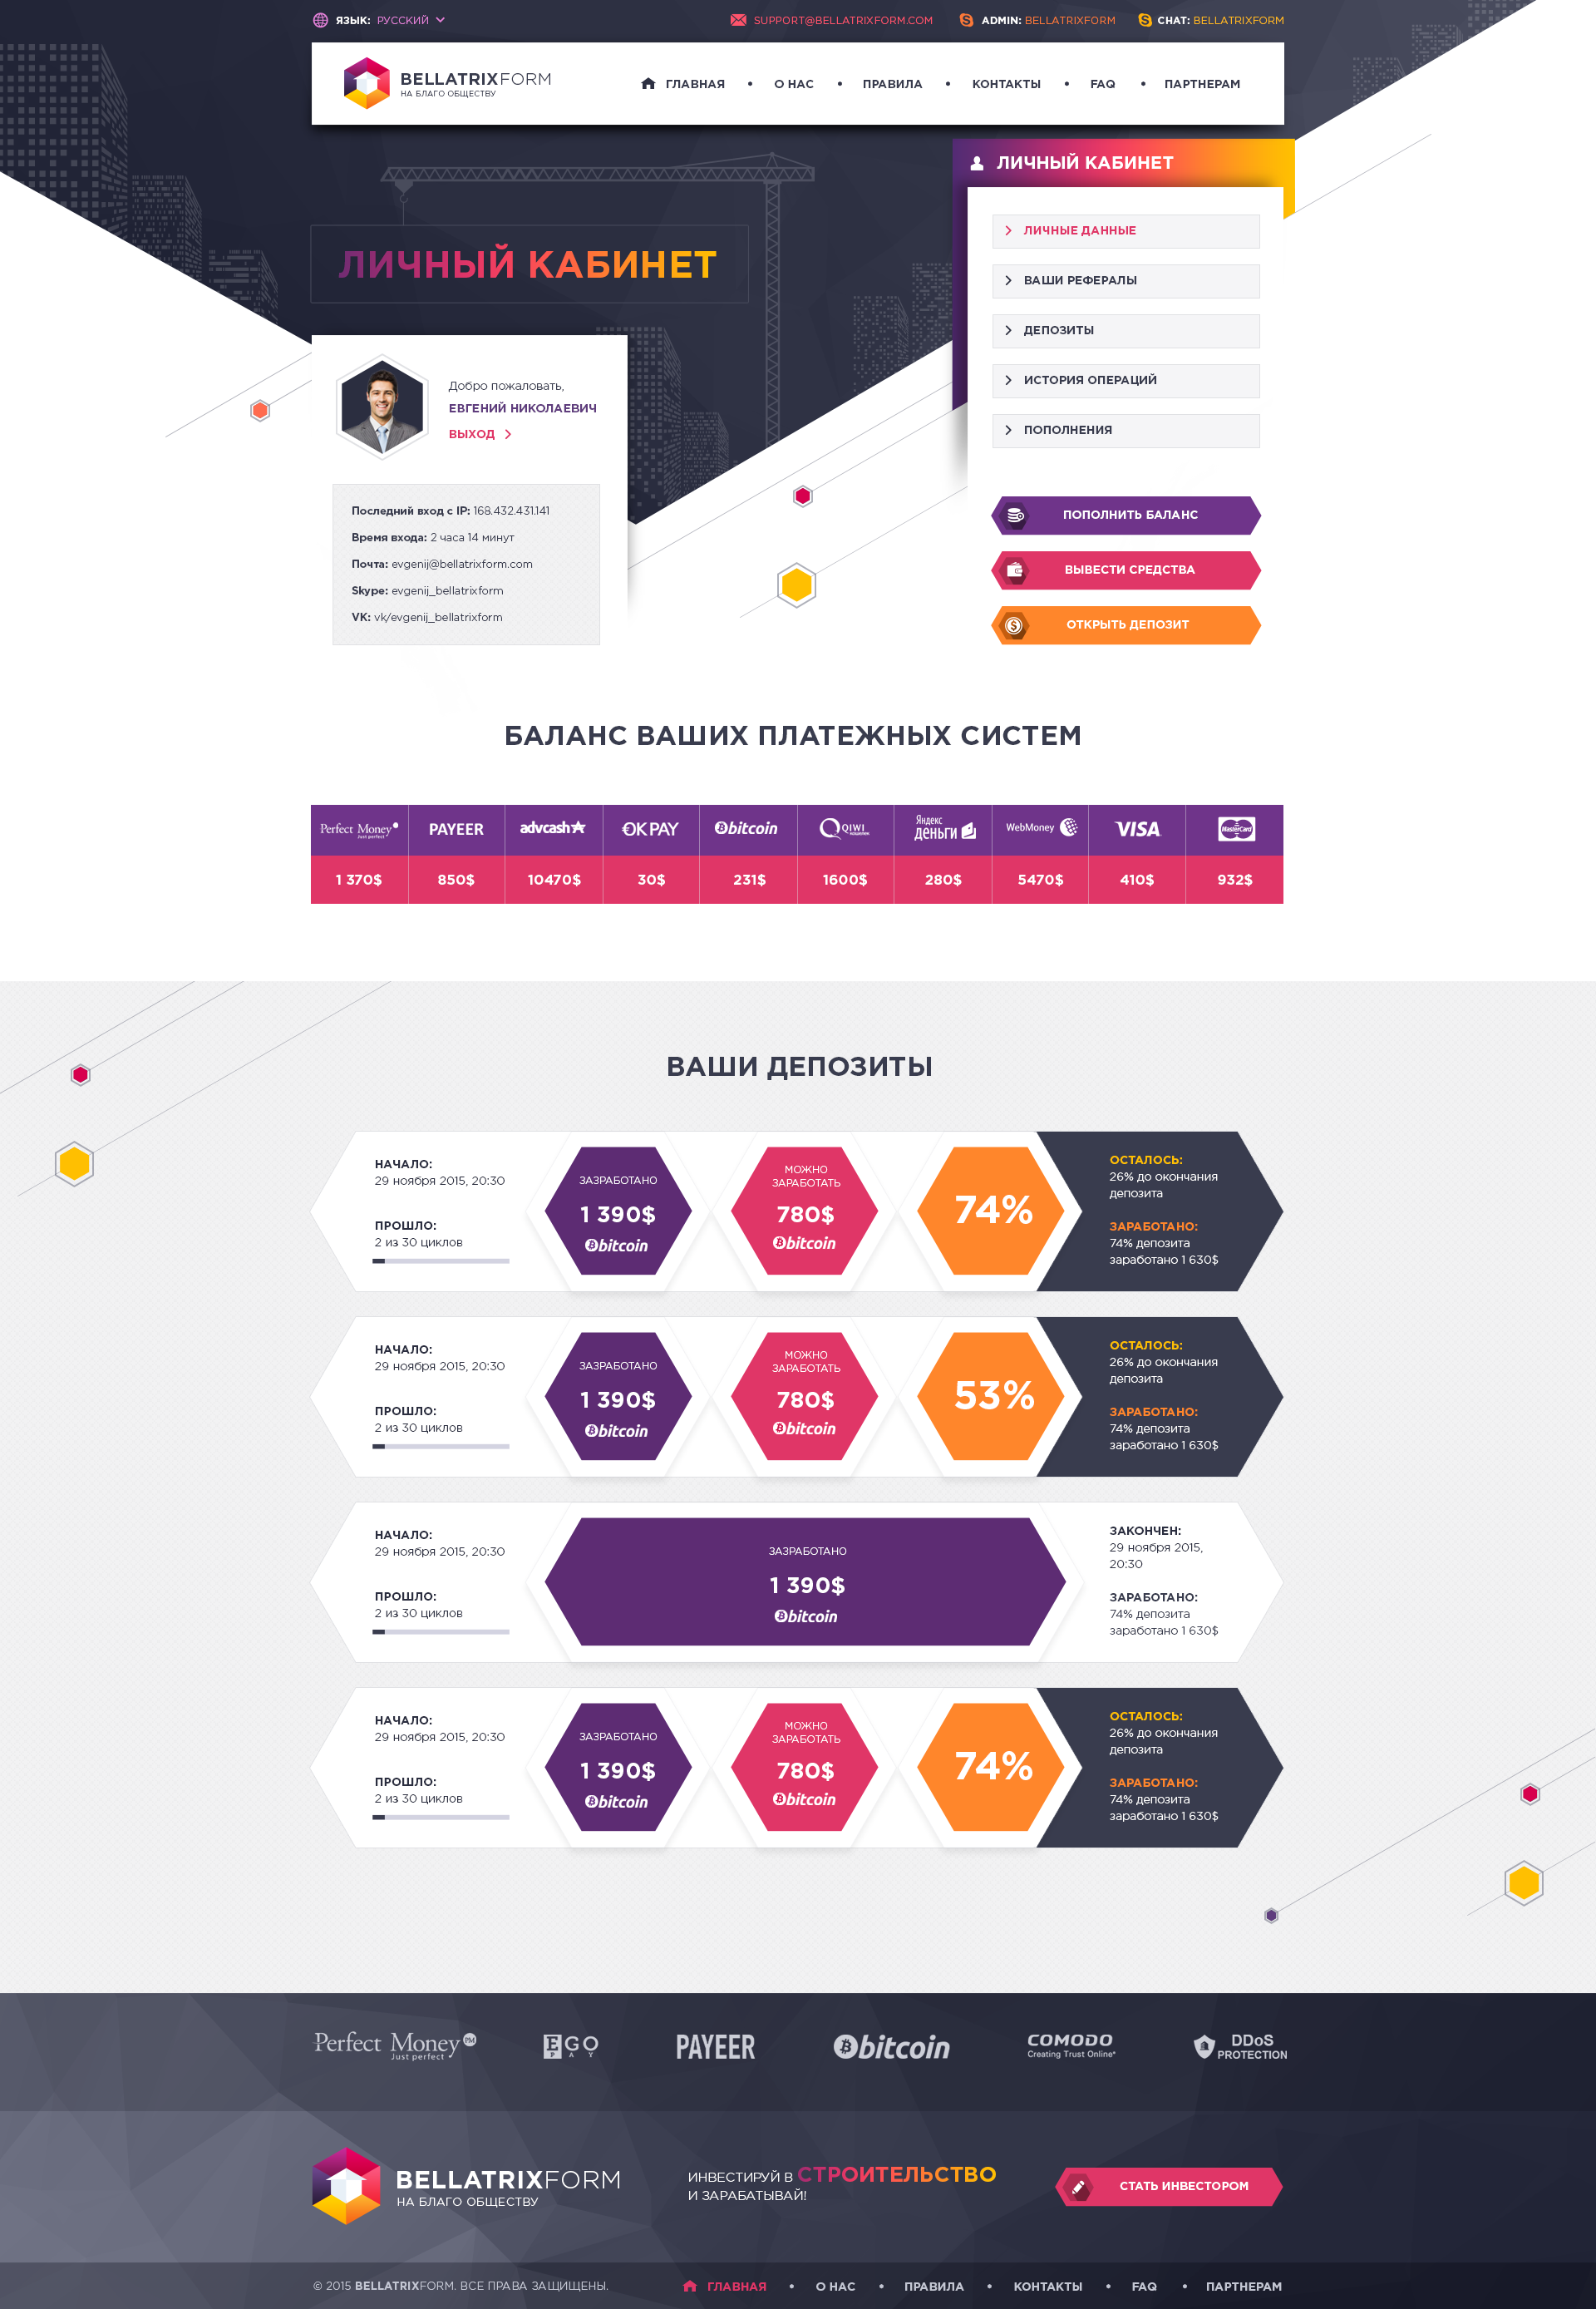 ЯЗЫК: РУССКИЙ
SUPPORT@BELLATRIXFORM.COM
ADMIN: BELLATRIXFORM
CHAT: BELLATRIXFORM
BELLATRIXFORM
НА БЛАГО ОБЩЕСТВУ
ГЛАВНАЯ • О НАС • ПРАВИЛА • КОНТАКТЫ • FAQ • ПАРТНЕРАМ
ЛИЧНЫЙ КАБИНЕТ
Добро пожаловать,
ЕВГЕНИЙ НИКОЛАЕВИЧ
ВЫХОД
Последний вход с IP: 168.432.431.141
Время входа: 2 часа 14 минут
Почта: evgenij@bellatrixform.com
Skype: evgenij_bellatrixform
VK: vk/evgenij_bellatrixform
ЛИЧНЫЙ КАБИНЕТ
ЛИЧНЫЕ ДАННЫЕ
ВАШИ РЕФЕРАЛЫ
ДЕПОЗИТЫ
ИСТОРИЯ ОПЕРАЦИЙ
ПОПОЛНЕНИЯ
ПОПОЛНИТЬ БАЛАНС
ВЫВЕСТИ СРЕДСТВА
ОТКРЫТЬ ДЕПОЗИТ
БАЛАНС ВАШИХ ПЛАТЕЖНЫХ СИСТЕМ
Perfect Money Just perfect
PAYEER
advcash
OKPAY
bitcoin
QIWI
Яндекс деньги
WebMoney
VISA
MasterCard
1 370$ 850$ 10470$ 30$ 231$ 1600$ 280$ 5470$ 410$ 932$
ВАШИ ДЕПОЗИТЫ
НАЧАЛО:
29 ноября 2015, 20:30
ПРОШЛО:
2 из 30 циклов
ЗАЗРАБОТАНО
1 390$
bitcoin
МОЖНО
ЗАРАБОТАТЬ
780$
bitcoin
74%
ОСТАЛОСЬ:
26% до окончания
депозита
ЗАРАБОТАНО:
74% депозита
заработано 1 630$
НАЧАЛО:
29 ноября 2015, 20:30
ПРОШЛО:
2 из 30 циклов
ЗАЗРАБОТАНО
1 390$
bitcoin
МОЖНО
ЗАРАБОТАТЬ
780$
bitcoin
53%
ОСТАЛОСЬ:
26% до окончания
депозита
ЗАРАБОТАНО:
74% депозита
заработано 1 630$
НАЧАЛО:
29 ноября 2015, 20:30
ПРОШЛО:
2 из 30 циклов
ЗАЗРАБОТАНО
1 390$
bitcoin
ЗАКОНЧЕН:
29 ноября 2015,
20:30
ЗАРАБОТАНО:
74% депозита
заработано 1 630$
НАЧАЛО:
29 ноября 2015, 20:30
ПРОШЛО:
2 из 30 циклов
ЗАЗРАБОТАНО
1 390$
bitcoin
МОЖНО
ЗАРАБОТАТЬ
780$
bitcoin
74%
ОСТАЛОСЬ:
26% до окончания
депозита
ЗАРАБОТАНО:
74% депозита
заработано 1 630$
Perfect Money PM
Just perfect
EGO
PAY
PAYEER
bitcoin
COMODO
Creating Trust Online®
DDoS
PROTECTION
BELLATRIXFORM
НА БЛАГО ОБЩЕСТВУ
ИНВЕСТИРУЙ В СТРОИТЕЛЬСТВО
И ЗАРАБАТЫВАЙ!
СТАТЬ ИНВЕСТОРОМ
© 2015 BELLATRIXFORM. ВСЕ ПРАВА ЗАЩИЩЕНЫ.
ГЛАВНАЯ • О НАС • ПРАВИЛА • КОНТАКТЫ • FAQ • ПАРТНЕРАМ